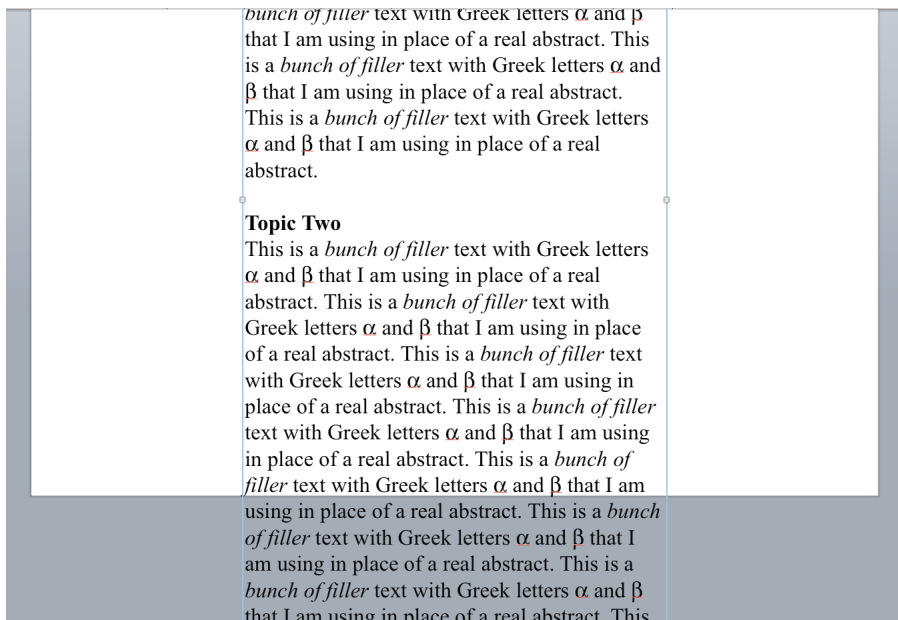 bunch of filler text with Greek letters α and β
that I am using in place of a real abstract. This
is a bunch of filler text with Greek letters α and
β that I am using in place of a real abstract.
This is a bunch of filler text with Greek letters
α and β that I am using in place of a real
abstract.
Topic Two
This is a bunch of filler text with Greek letters
α and β that I am using in place of a real
abstract. This is a bunch of filler text with
Greek letters α and β that I am using in place
of a real abstract. This is a bunch of filler text
with Greek letters α and β that I am using in
place of a real abstract. This is a bunch of filler
text with Greek letters α and β that I am using
in place of a real abstract. This is a bunch of
filler text with Greek letters α and β that I am
using in place of a real abstract. This is a bunch
of filler text with Greek letters α and β that I
am using in place of a real abstract. This is a
bunch of filler text with Greek letters α and β
that I am using in place of a real abstract. This